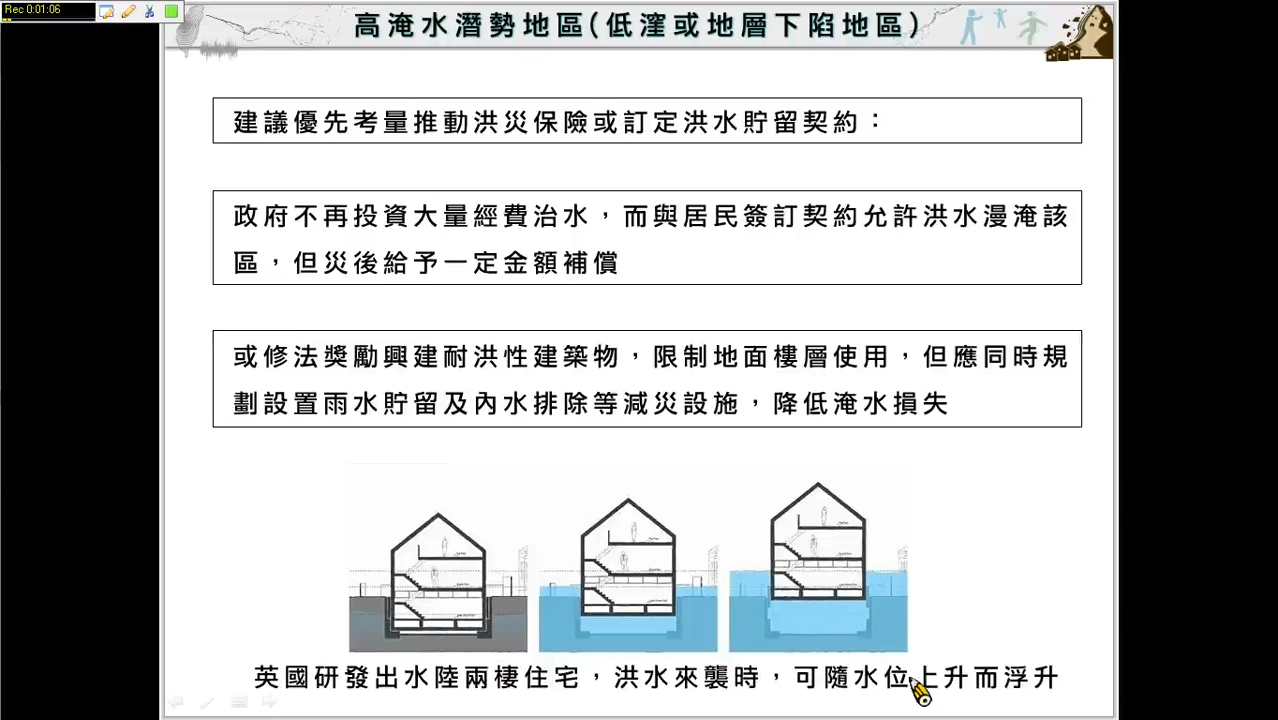 Rec 0:01:06
高淹水潛勢地區(低漥或地層下陷地區)
建議優先考量推動洪災保險或訂定洪水貯留契約：
政府不再投資大量經費治水，而與居民簽訂契約允許洪水漫淹該
區，但災後給予一定金額補償
或修法獎勵興建耐洪性建築物，限制地面樓層使用，但應同時規
劃設置雨水貯留及內水排除等減災設施，降低淹水損失
英國研發出水陸兩棲住宅，洪水來襲時，可隨水位上升而浮升